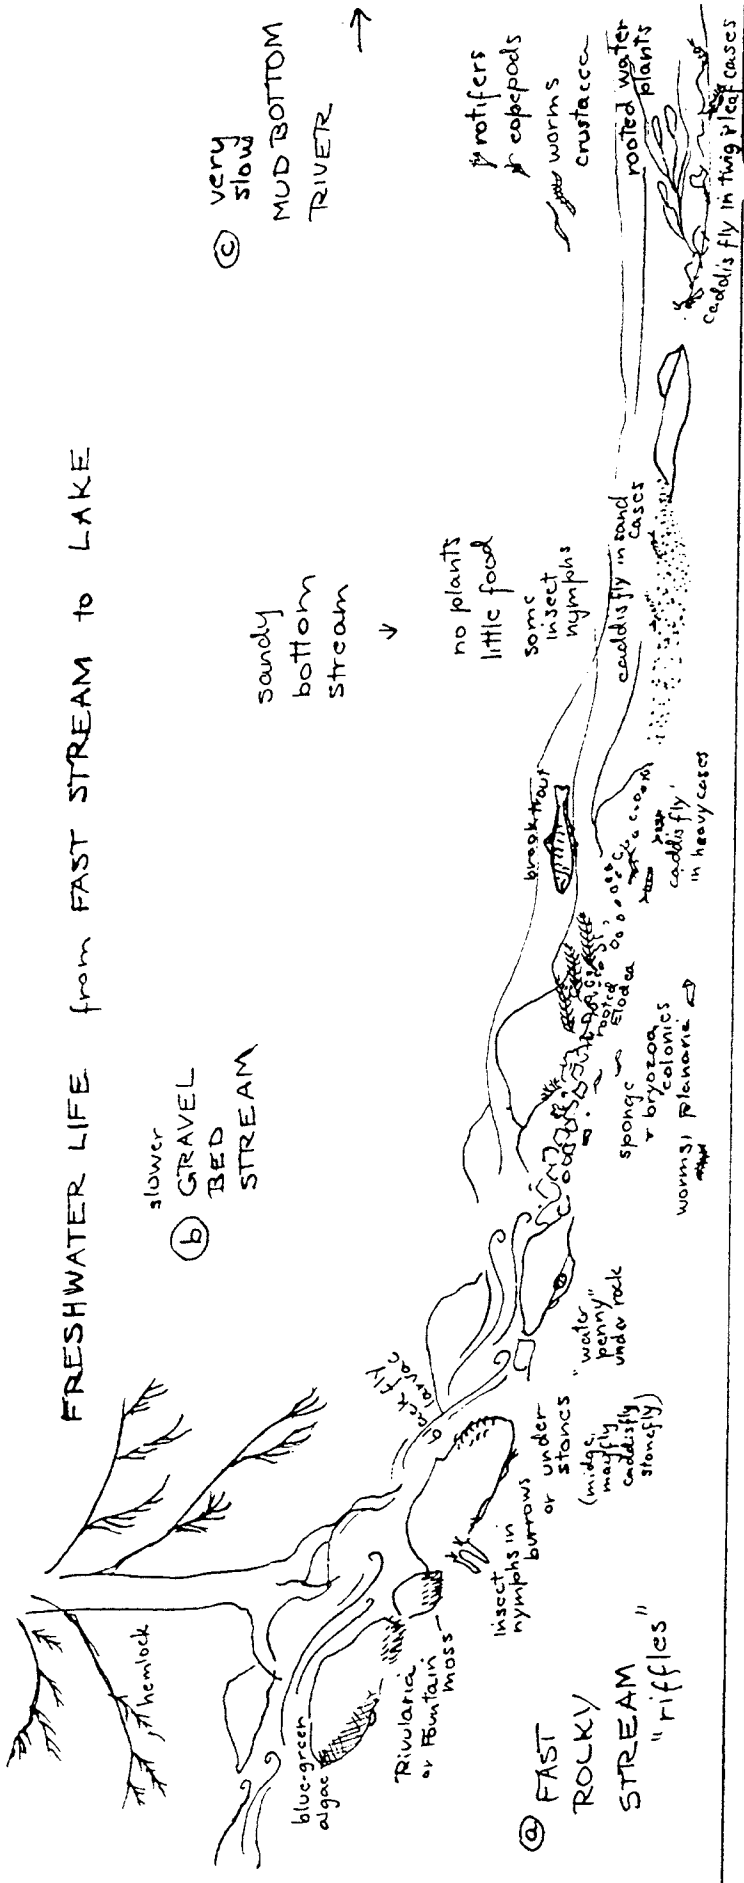 FRESHWATER LIFE from FAST STREAM to LAKE
hemlock
blue-green
algae
Rivularia
or Fountain
moss
ⓐ FAST
ROCKY
STREAM
"riffles"
insect
nymphs in
burrows
or under
stones
(midge,
mayfly
caddisfly
stonefly)
fly
larvae
"water
penny"
under rock
slower
ⓑ GRAVEL
BED
STREAM
brook trout
rooted
Elodea
sponge
+ bryozoa
colonies
worms, planaria
caddis fly
in heavy cases
sandy
bottom
stream
no plants
little food
some
insect
nymphs
caddis fly in sand
cases
ⓒ very
slow
MUD BOTTOM
RIVER
rotifers
copepods
worms
crustacea
rooted water
plants
caddis fly in twig & leaf cases